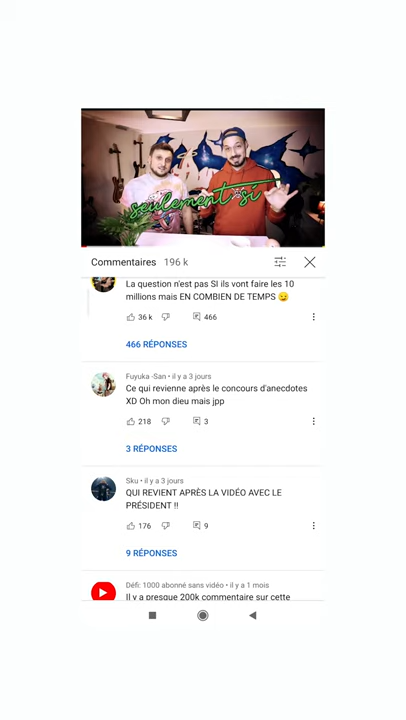 seulement si
Commentaires 196 k
La question n'est pas SI ils vont faire les 10
millions mais EN COMBIEN DE TEMPS 😏
36 k 466
466 RÉPONSES
Fuyuka -San • il y a 3 jours
Ce qui revienne après le concours d'anecdotes
XD Oh mon dieu mais jpp
218 3
3 RÉPONSES
Sku • il y a 3 jours
QUI REVIENT APRÈS LA VIDÉO AVEC LE
PRÉSIDENT !!
176 9
9 RÉPONSES
Défi: 1000 abonné sans vidéo • il y a 1 mois
Il y a presque 200k commentaire sur cette